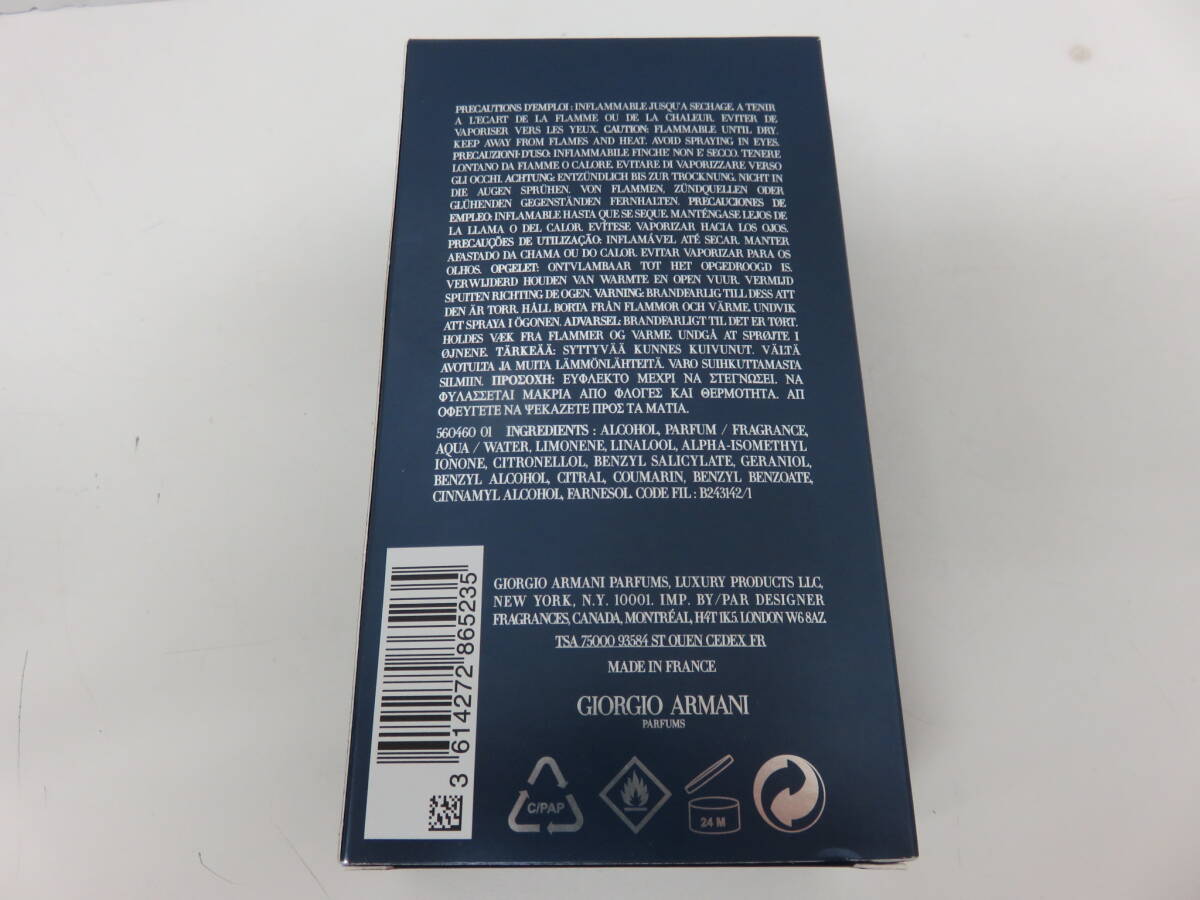 PRECAUTIONS D'EMPLOI : INFLAMMABLE JUSQU'A SECHAGE. A TENIR
A L'ECART DE LA FLAMME OU DE LA CHALEUR. EVITER DE
VAPORISER VERS LES YEUX. CAUTION: FLAMMABLE UNTIL DRY.
KEEP AWAY FROM FLAMES AND HEAT. AVOID SPRAYING IN EYES.
PRECAUZIONI D'USO: INFIAMMABILE FINCHE' NON E' SECCO. TENERE
LONTANO DA FIAMME O CALORE. EVITARE DI VAPORIZZARE VERSO
GLI OCCHI. ACHTUNG: ENTZÜNDLICH BIS ZUR TROCKNUNG. NICHT IN
DIE AUGEN SPRÜHEN. VON FLAMMEN, ZÜNDQUELLEN ODER
GLÜHENDEN GEGENSTÄNDEN FERNHALTEN. PRECAUCIONES DE
EMPLEO: INFLAMABLE HASTA QUE SE SEQUE. MANTÉNGASE LEJOS DE
LA LLAMA O DEL CALOR. EVÍTESE VAPORIZAR HACIA LOS OJOS.
PRECAUÇÕES DE UTILIZAÇÃO: INFLAMÁVEL ATÉ SECAR. MANTER
AFASTADO DA CHAMA OU DO CALOR. EVITAR VAPORIZAR PARA OS
OLHOS. OPGELET: ONTVLAMBAAR TOT HET OPGEDROOGD IS.
VERWIJDERD HOUDEN VAN WARMTE EN OPEN VUUR. VERMIJD
SPUITEN RICHTING DE OGEN. VARNING: BRANDFARLIG TILL DESS ATT
DEN ÄR TORR. HÅLL BORTA FRÅN FLAMMOR OCH VÄRME. UNDVIK
ATT SPRAYA I ÖGONEN. ADVARSEL: BRANDFARLIGT TIL DET ER TØRT.
HOLDES VÆK FRA FLAMMER OG VARME. UNDGÅ AT SPRØJTE I
ØJNENE. TÄRKEÄÄ: SYTTYVÄÄ KUNNES KUIVUNUT. VÄLTÄ
AVOTULTA JA MUITA LÄMMÖNLÄHTEITÄ. VARO SUIHKUTTAMASTA
SILMIIN. ΠΡΟΣΟΧΗ: ΕΥΦΛΕΚΤΟ ΜΕΧΡΙ ΝΑ ΣΤΕΓΝΩΣΕΙ. ΝΑ
ΦΥΛΑΣΣΕΤΑΙ ΜΑΚΡΙΑ ΑΠΟ ΦΛΟΓΕΣ ΚΑΙ ΘΕΡΜΟΤΗΤΑ. ΑΠ
ΟΦΕΥΓΕΤΕ ΝΑ ΨΕΚΑΖΕΤΕ ΠΡΟΣ ΤΑ ΜΑΤΙΑ.
560460 01 INGREDIENTS : ALCOHOL, PARFUM / FRAGRANCE,
AQUA / WATER, LIMONENE, LINALOOL, ALPHA-ISOMETHYL
IONONE, CITRONELLOL, BENZYL SALICYLATE, GERANIOL,
BENZYL ALCOHOL, CITRAL, COUMARIN, BENZYL BENZOATE,
CINNAMYL ALCOHOL, FARNESOL. CODE FIL : B243142/1
GIORGIO ARMANI PARFUMS, LUXURY PRODUCTS LLC,
NEW YORK, N.Y. 10001. IMP. BY/PAR DESIGNER
FRAGRANCES, CANADA, MONTRÉAL, H4T 1K5. LONDON W6 8AZ.
TSA 75000 93584 ST OUEN CEDEX FR
MADE IN FRANCE
GIORGIO ARMANI
PARFUMS
3 614272 865235
C/PAP
24 M